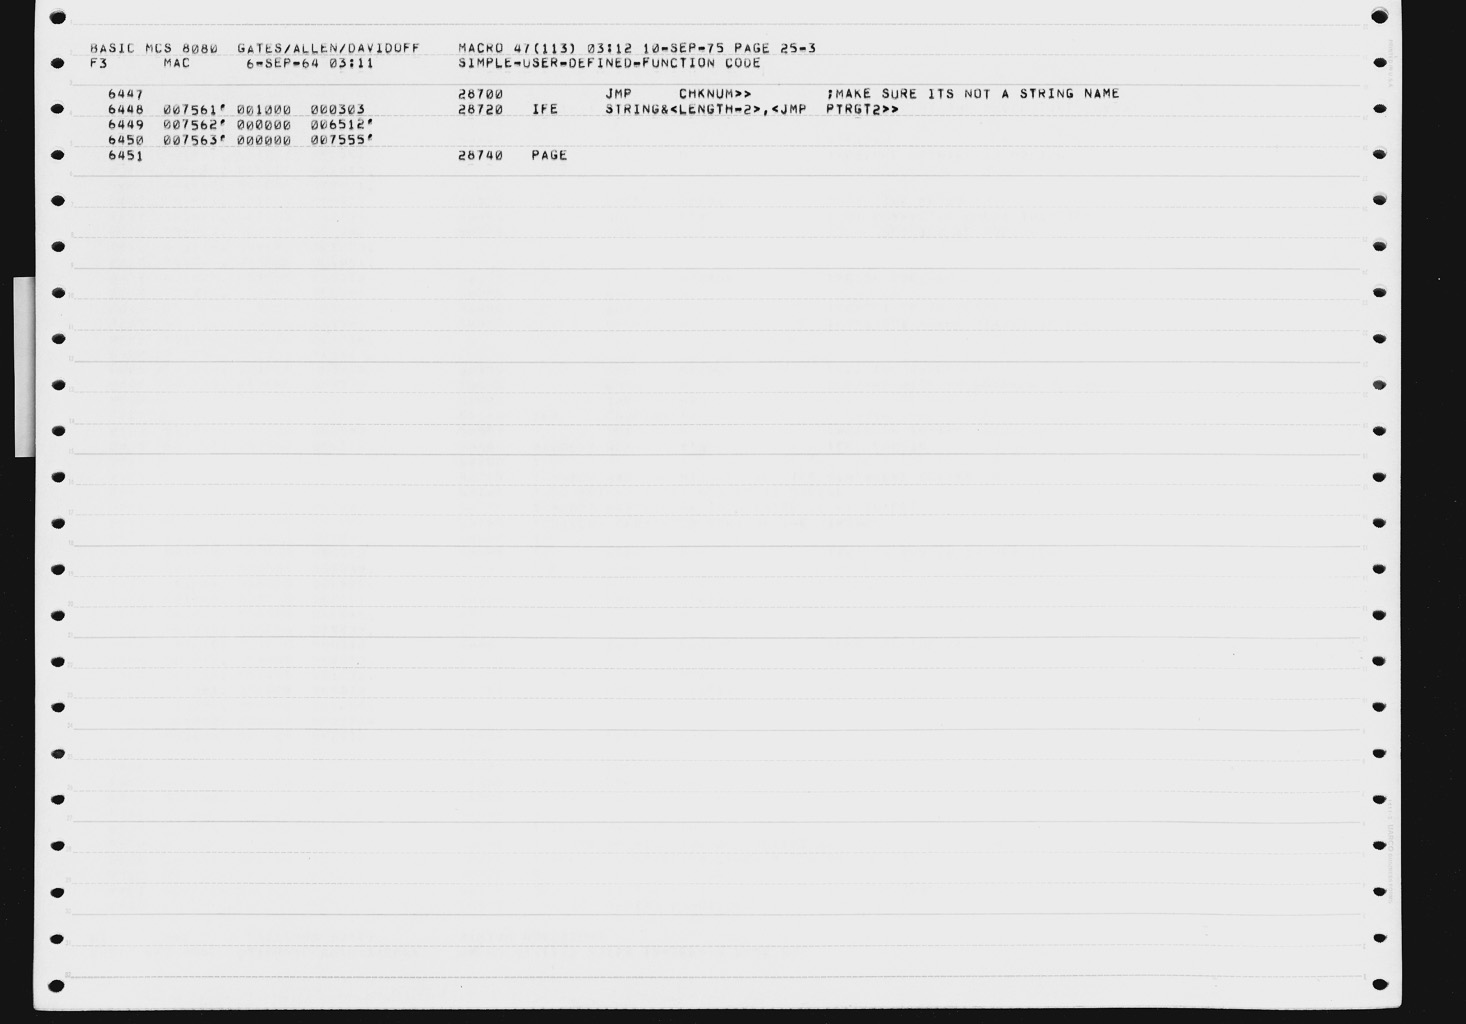 BASIC MCS 8080 GATES/ALLEN/DAVIDOFF MACRO 47(113) 03:12 10-SEP-75 PAGE 25-3
F3 MAC 6-SEP-64 03:11 SIMPLE-USER-DEFINED-FUNCTION CODE
6447 28700 JMP CHKNUM>> ;MAKE SURE ITS NOT A STRING NAME
6448 007561' 001000 000303 28720 IFE STRING&<LENGTH-2>,<JMP PTRGT2>>
6449 007562' 000000 006512'
6450 007563' 000000 007555'
6451 28740 PAGE